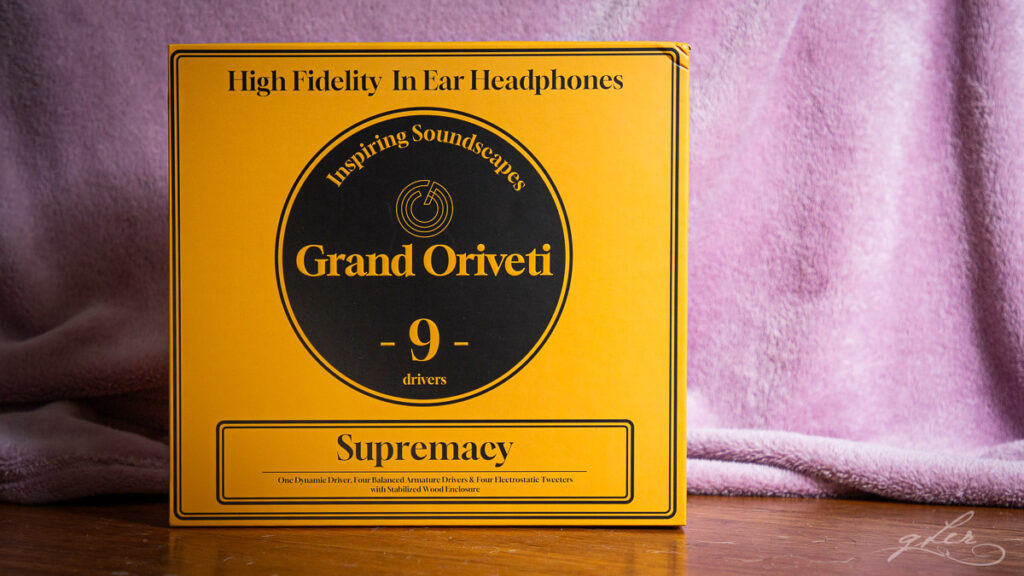 High Fidelity In Ear Headphones
Inspiring Soundscapes
Grand Oriveti
- 9 -
drivers
Supremacy
One Dynamic Driver, Four Balanced Armature Drivers & Four Electrostatic Tweeters
with Stabilized Wood Enclosure
gLer